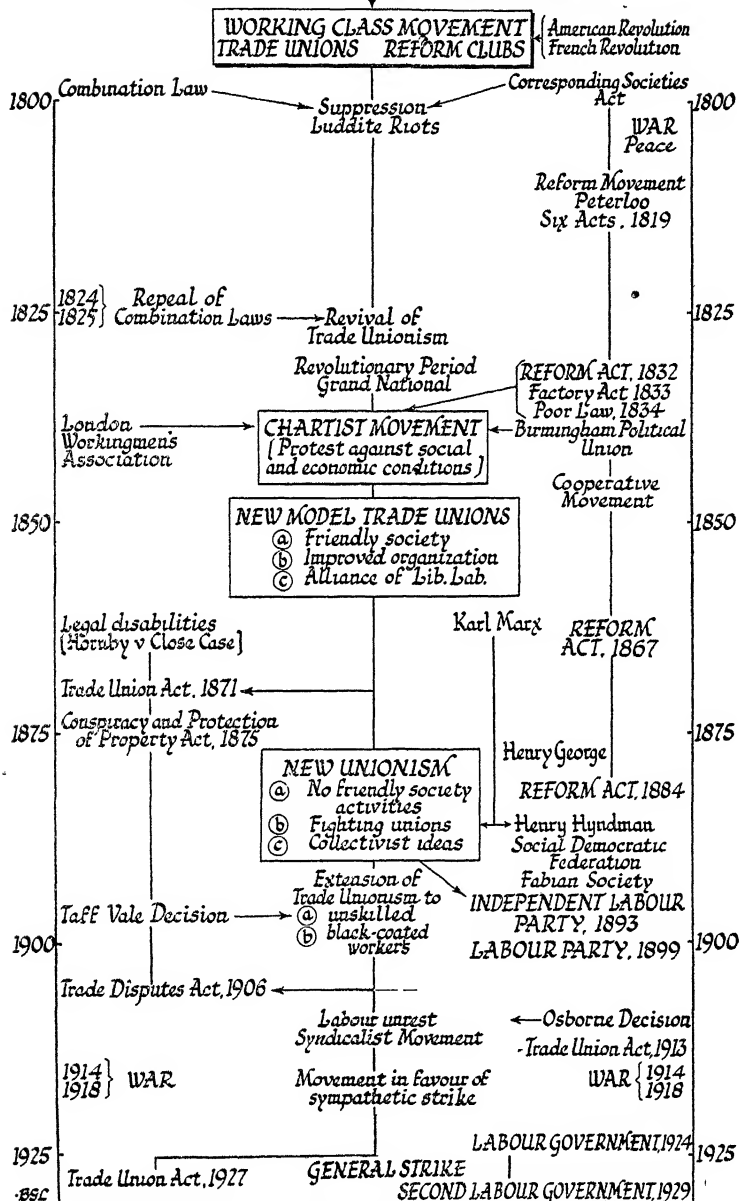 WORKING CLASS MOVEMENT
TRADE UNIONS REFORM CLUBS
American Revolution
French Revolution
Combination Law
Corresponding Societies
Act
1800
1800
Suppression
Luddite Riots
WAR
Peace
Reform Movement
Peterloo
Six Acts, 1819
1824
1825
Repeal of
Combination Laws
1825
1825
Revival of
Trade Unionism
Revolutionary Period
Grand National
REFORM ACT, 1832
Factory Act 1833
Poor Law, 1834
Birmingham Political
Union
London
Workingmen's
Association
CHARTIST MOVEMENT
[Protest against social
and economic conditions]
Cooperative
Movement
1850
1850
NEW MODEL TRADE UNIONS
(a) Friendly society
(b) Improved organization
(c) Alliance of Lib. Lab.
Legal disabilities
[Hornby v Close Case]
Karl Marx
REFORM
ACT, 1867
Trade Union Act, 1871
Conspiracy and Protection
of Property Act, 1875
1875
1875
Henry George
NEW UNIONISM
(a) No friendly society
activities
(b) Fighting unions
(c) Collectivist ideas
REFORM ACT, 1884
Henry Hyndman
Social Democratic
Federation
Fabian Society
Extension of
Trade Unionism to
(a) unskilled
(b) black-coated
workers
Taff Vale Decision
INDEPENDENT LABOUR
PARTY, 1893
LABOUR PARTY, 1899
1900
1900
Trade Disputes Act, 1906
Labour unrest
Syndicalist Movement
Osborne Decision
Trade Union Act, 1913
1914
1918
WAR
Movement in favour of
sympathetic strike
WAR
1914
1918
LABOUR GOVERNMENT, 1924
1925
1925
Trade Union Act, 1927
GENERAL STRIKE
SECOND LABOUR GOVERNMENT, 1929
·BSC